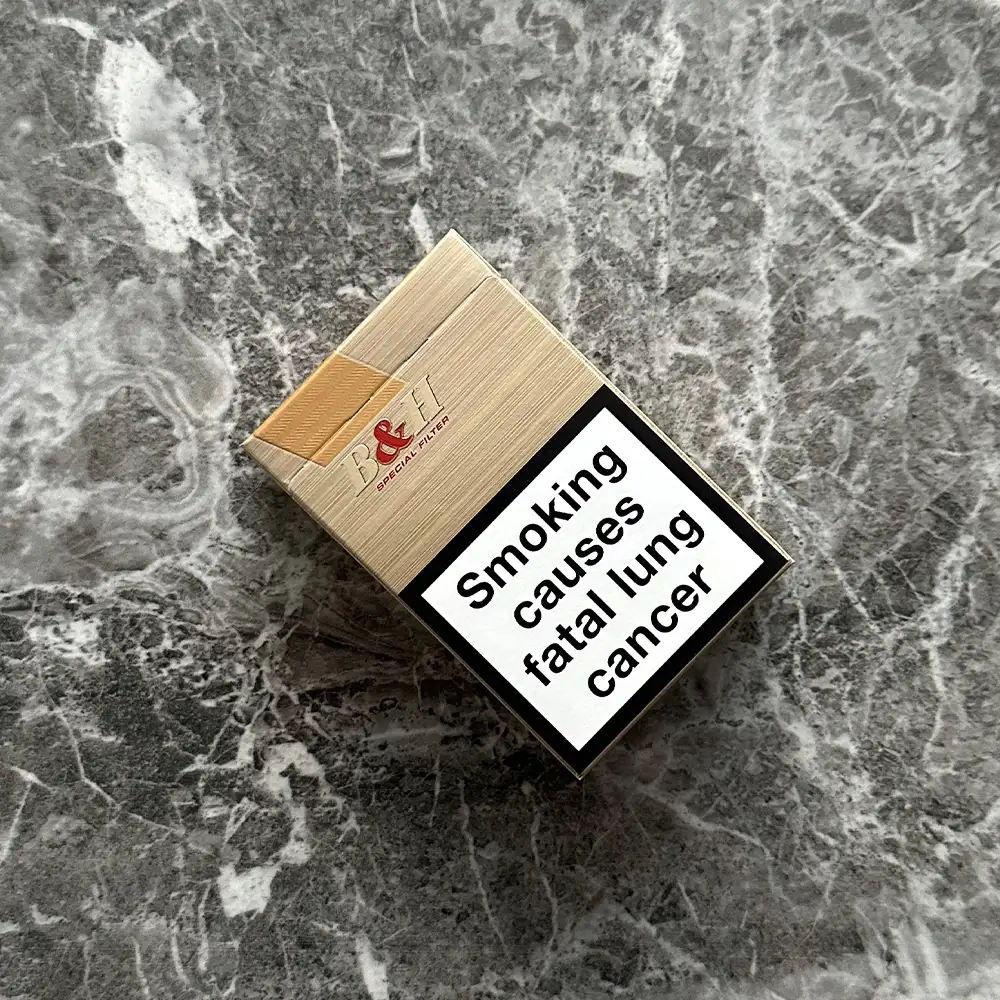 B&H
SPECIAL FILTER
Smoking
causes
fatal lung
cancer